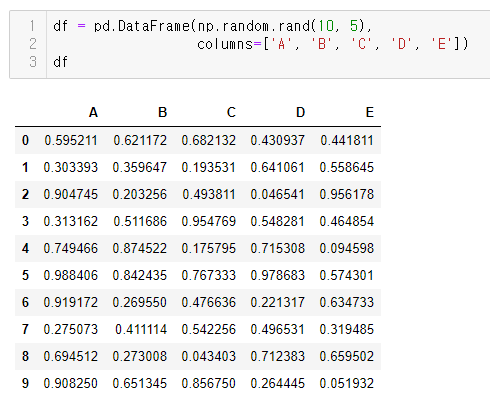 1 df = pd.DataFrame(np.random.rand(10, 5),
2 columns=['A', 'B', 'C', 'D', 'E'])
3 df
A B C D E
0 0.595211 0.621172 0.682132 0.430937 0.441811
1 0.303393 0.359647 0.193531 0.641061 0.558645
2 0.904745 0.203256 0.493811 0.046541 0.956178
3 0.313162 0.511686 0.954769 0.548281 0.464854
4 0.749466 0.874522 0.175795 0.715308 0.094598
5 0.988406 0.842435 0.767333 0.978683 0.574301
6 0.919172 0.269550 0.476636 0.221317 0.634733
7 0.275073 0.411114 0.542256 0.496531 0.319485
8 0.694512 0.273008 0.043403 0.712383 0.659502
9 0.908250 0.651345 0.856750 0.264445 0.051932